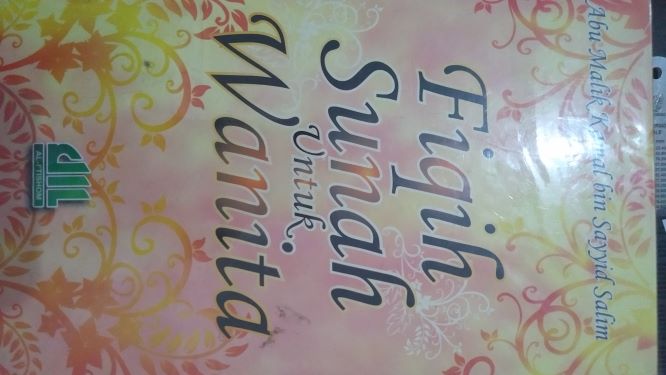 Abu Malik Kamal bin Sayyid Salim
Fiqih
Sunah
Untuk
Wanita
AL-I'TISHOM